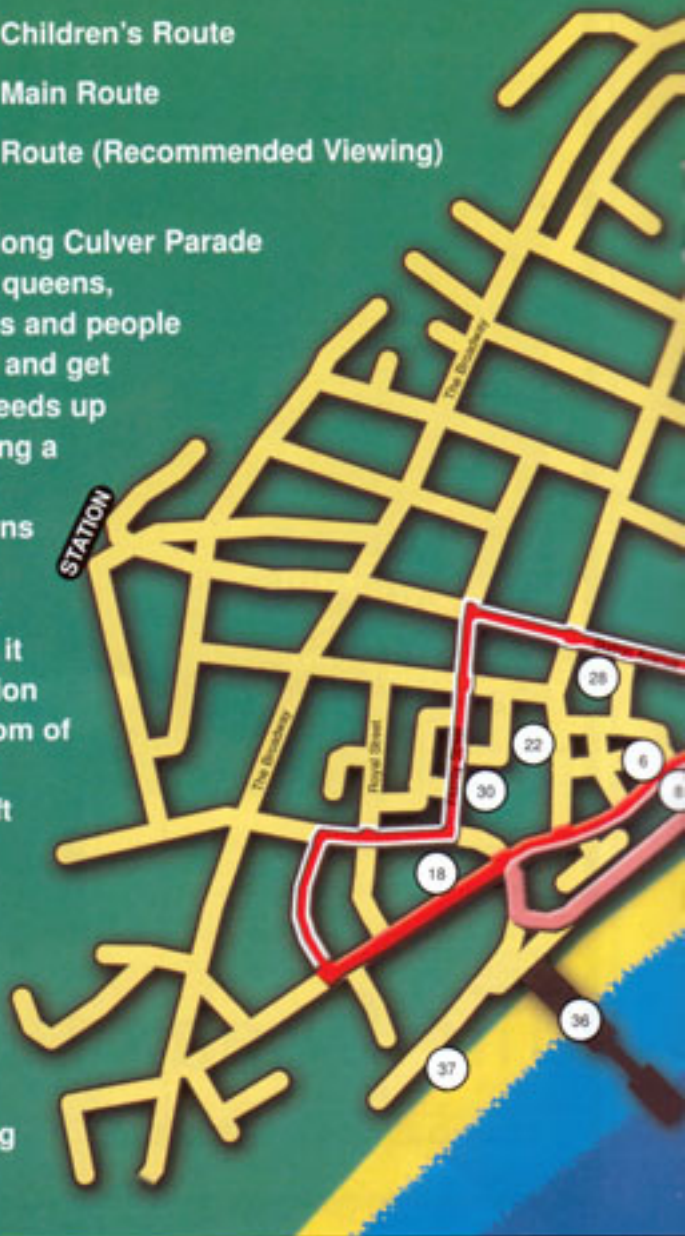 Children's Route
Main Route
Route (Recommended Viewing)
ong Culver Parade
queens,
s and people
and get
eeds up
ng a
ns
it
ion
om of
ft
g
STATION
The Broadway
The Broadway
Royal Street
28
22
6
8
30
18
36
37